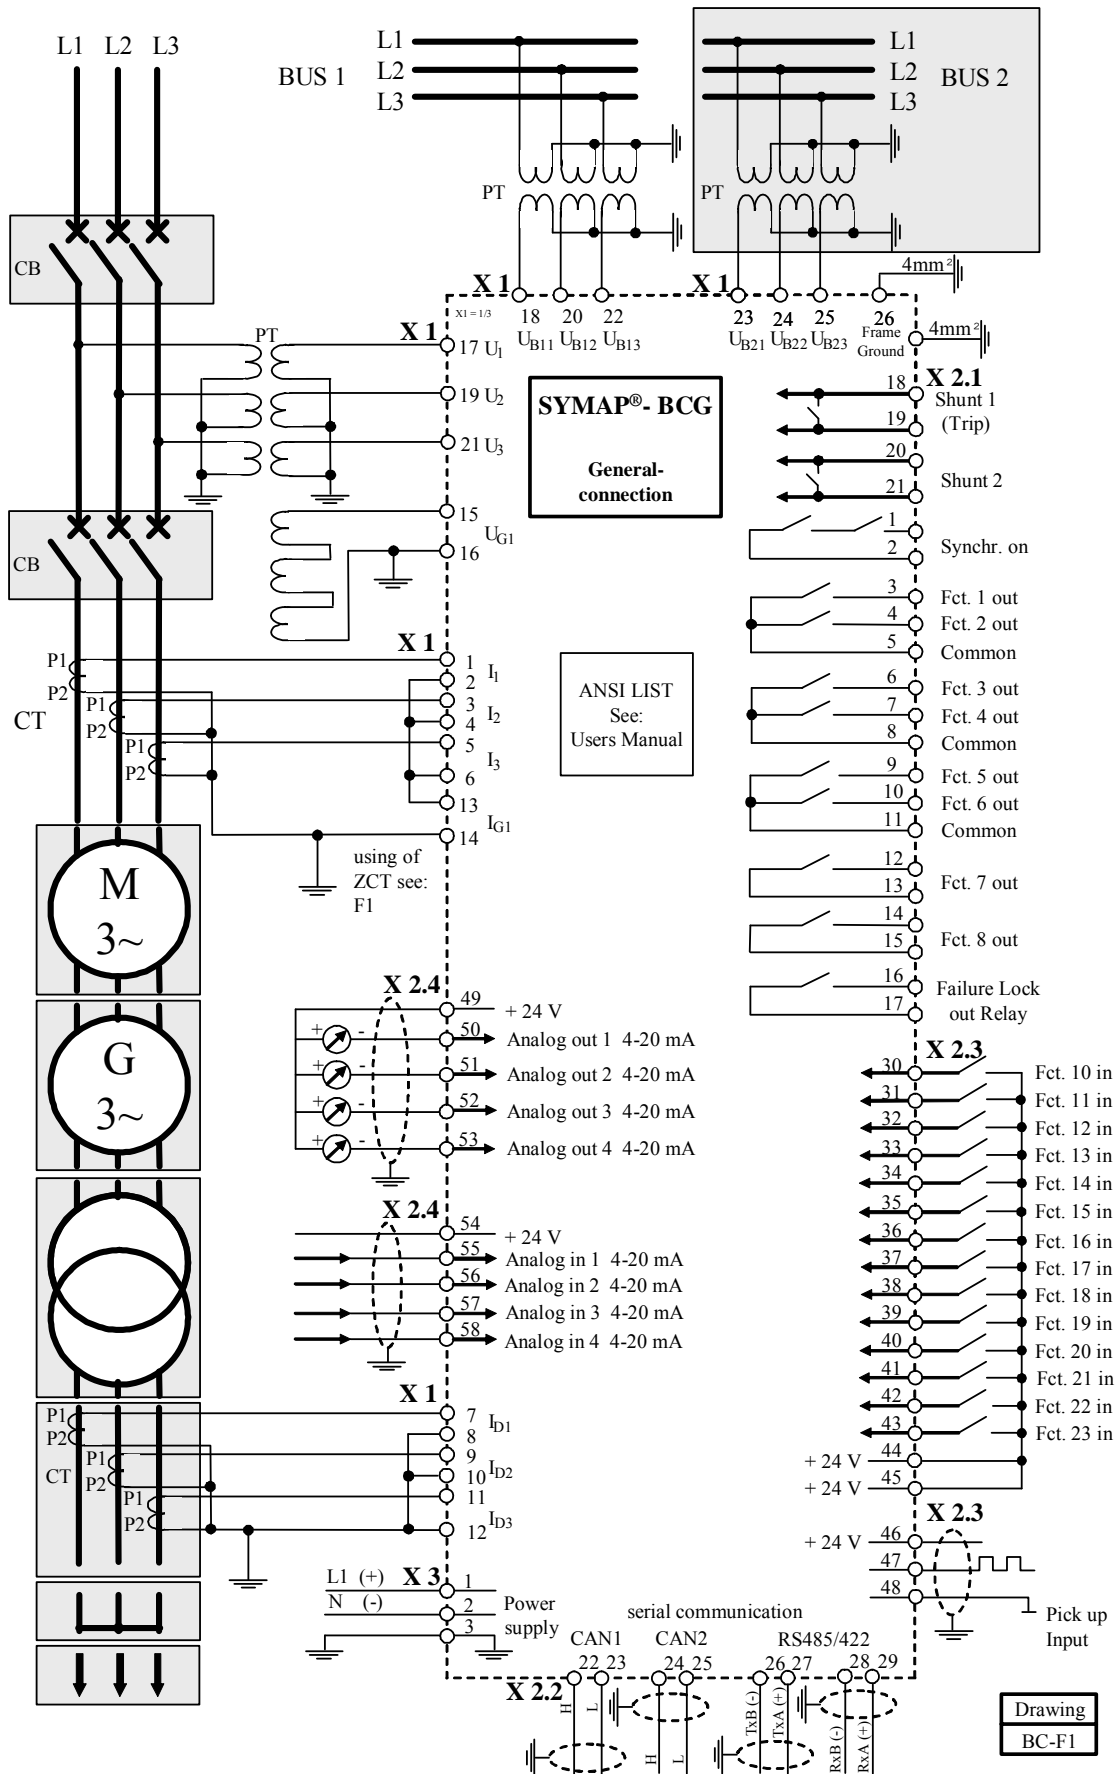 L1 L2 L3
BUS 1
L1
L2
L3
L1
L2
L3
BUS 2
PT
PT
CB
4mm²
X 1
X 1
X1 = 1/3
18 20 22
U_B11 U_B12 U_B13
23 24 25 26
U_B21 U_B22 U_B23
Frame
Ground
4mm²
PT
X 1
17 U1
19 U2
21 U3
SYMAP®- BCG
General-
connection
X 2.1
18
19
Shunt 1
(Trip)
20
21
Shunt 2
15
16
U_G1
CB
1
2
Synchr. on
3 Fct. 1 out
4 Fct. 2 out
5 Common
6 Fct. 3 out
7 Fct. 4 out
8 Common
9 Fct. 5 out
10 Fct. 6 out
11 Common
12
13
Fct. 7 out
14
15
Fct. 8 out
16
17
Failure Lock
out Relay
X 1
P1
P2
P1
P2
P1
P2
CT
1
2
I1
3
4
I2
5
6
I3
13
14
I_G1
ANSI LIST
See:
Users Manual
using of
ZCT see:
F1
M
3~
G
3~
X 2.4
49 + 24 V
+ - 50 Analog out 1 4-20 mA
+ - 51 Analog out 2 4-20 mA
+ - 52 Analog out 3 4-20 mA
+ - 53 Analog out 4 4-20 mA
X 2.4
54 + 24 V
55 Analog in 1 4-20 mA
56 Analog in 2 4-20 mA
57 Analog in 3 4-20 mA
58 Analog in 4 4-20 mA
X 2.3
30 Fct. 10 in
31 Fct. 11 in
32 Fct. 12 in
33 Fct. 13 in
34 Fct. 14 in
35 Fct. 15 in
36 Fct. 16 in
37 Fct. 17 in
38 Fct. 18 in
39 Fct. 19 in
40 Fct. 20 in
41 Fct. 21 in
42 Fct. 22 in
43 Fct. 23 in
+ 24 V 44
+ 24 V 45
X 2.3
+ 24 V 46
47
48
Pick up
Input
X 1
P1
P2
P1
P2
P1
P2
CT
7
8
I_D1
9
10
I_D2
11
12
I_D3
X 3
L1 (+) 1
N (-) 2
3
Power
supply
serial communication
CAN1 CAN2 RS485/422
22 23 24 25 26 27 28 29
X 2.2
H L H L TxB (-) TxA (+) RxB (-) RxA (+)
Drawing
BC-F1